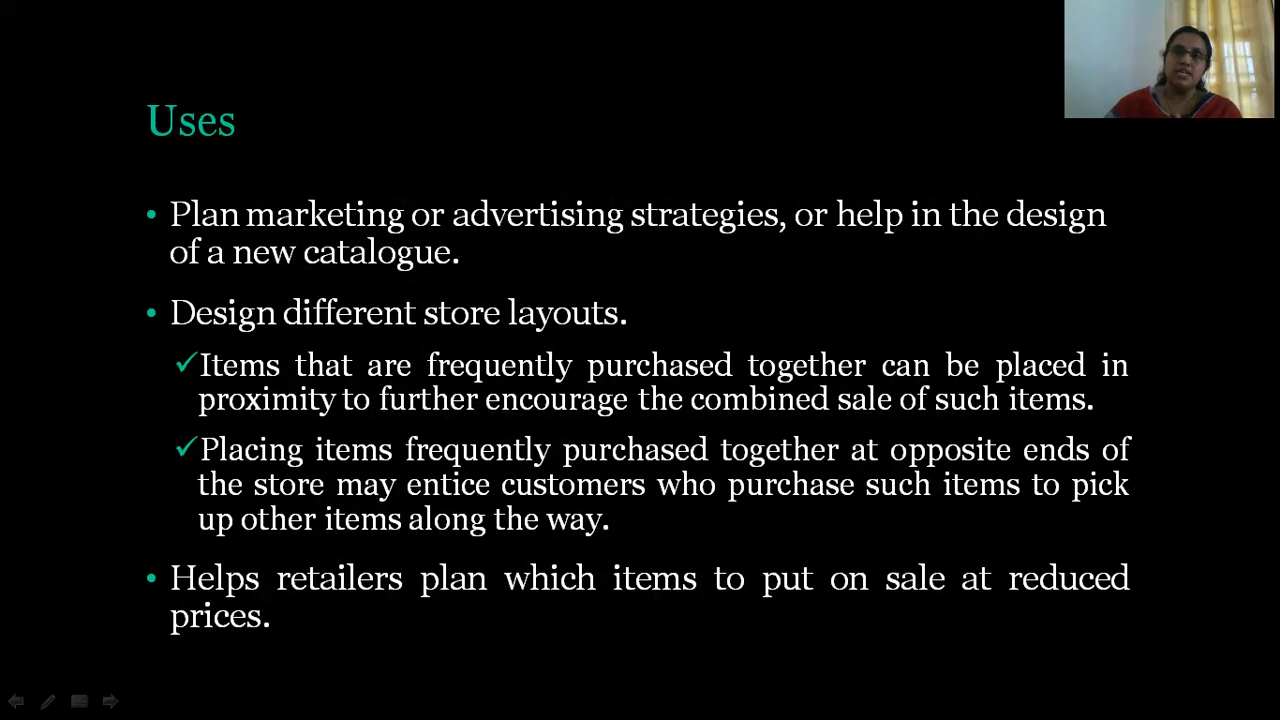 Uses
• Plan marketing or advertising strategies, or help in the design
of a new catalogue.
• Design different store layouts.
✓Items that are frequently purchased together can be placed in
proximity to further encourage the combined sale of such items.
✓Placing items frequently purchased together at opposite ends of
the store may entice customers who purchase such items to pick
up other items along the way.
• Helps retailers plan which items to put on sale at reduced
prices.